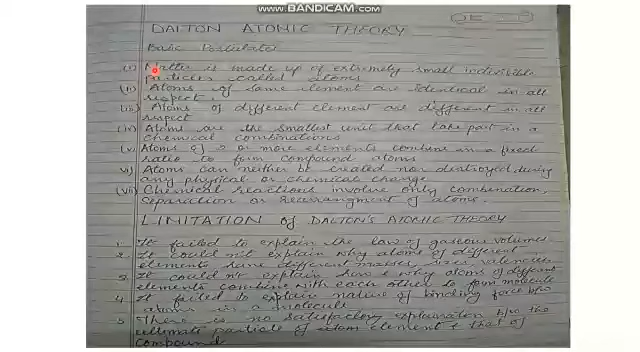 www.BANDICAM.com
DALTON ATOMIC THEORY
Basic Postulates
(i) Matter is made up of extremely small indivisible
particles called atoms
(ii) Atoms of same element are identical in all
respect.
(iii) Atoms of different element are different in all
respect
(iv) Atoms are the smallest unit that take part in a
chemical combinations
(v) Atoms of 2 or more elements combine in a fixed
ratio to form compound atoms
vi) Atoms can neither be created nor destroyed during
any physical or chemical change
(vii) Chemical reactions involve only combination,
Separation or rearrangment of atoms.
LIMITATION of DALTON'S ATOMIC THEORY
1. It failed to explain the law of gaseous volumes
2. It could n't explain why atoms of different
elements have different masses, valencies
3 It could n't explain how & why atoms of different
elements combine with each other to form molecule
4 It failed to explain nature of binding force b/w
atoms in a molecule
5 There is no satisfactory explanation b/w the
ultimate particle of atom element & that of
compound